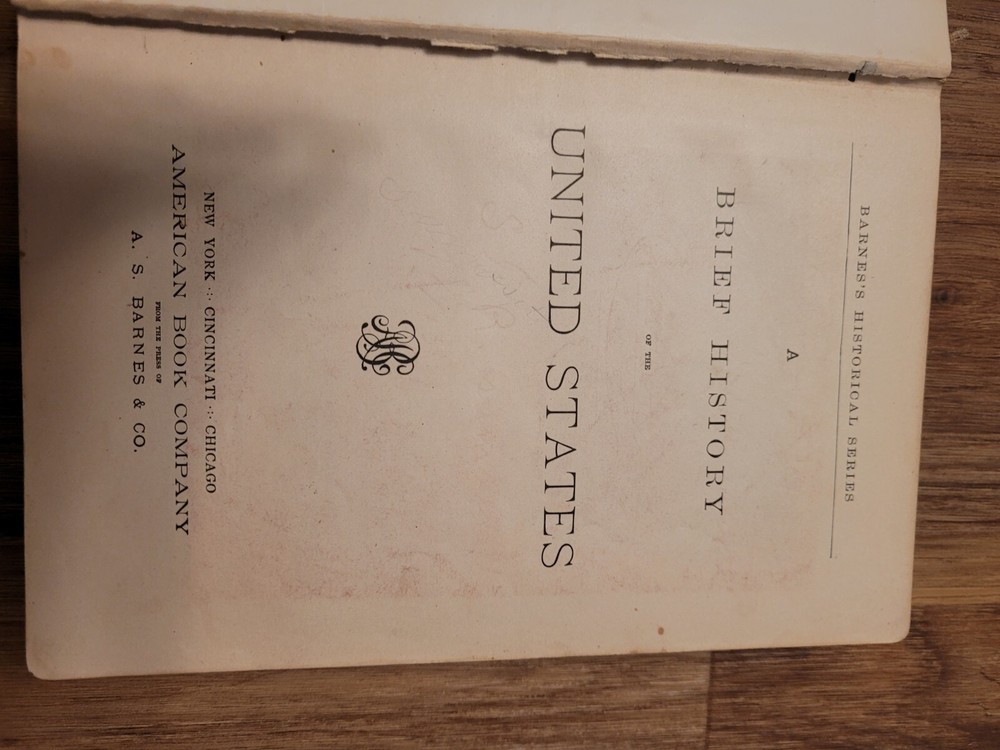 BARNES'S HISTORICAL SERIES
A
BRIEF HISTORY
OF THE
UNITED STATES
ABC
NEW YORK ·:· CINCINNATI ·:· CHICAGO
AMERICAN BOOK COMPANY
FROM THE PRESS OF
A. S. BARNES & CO.